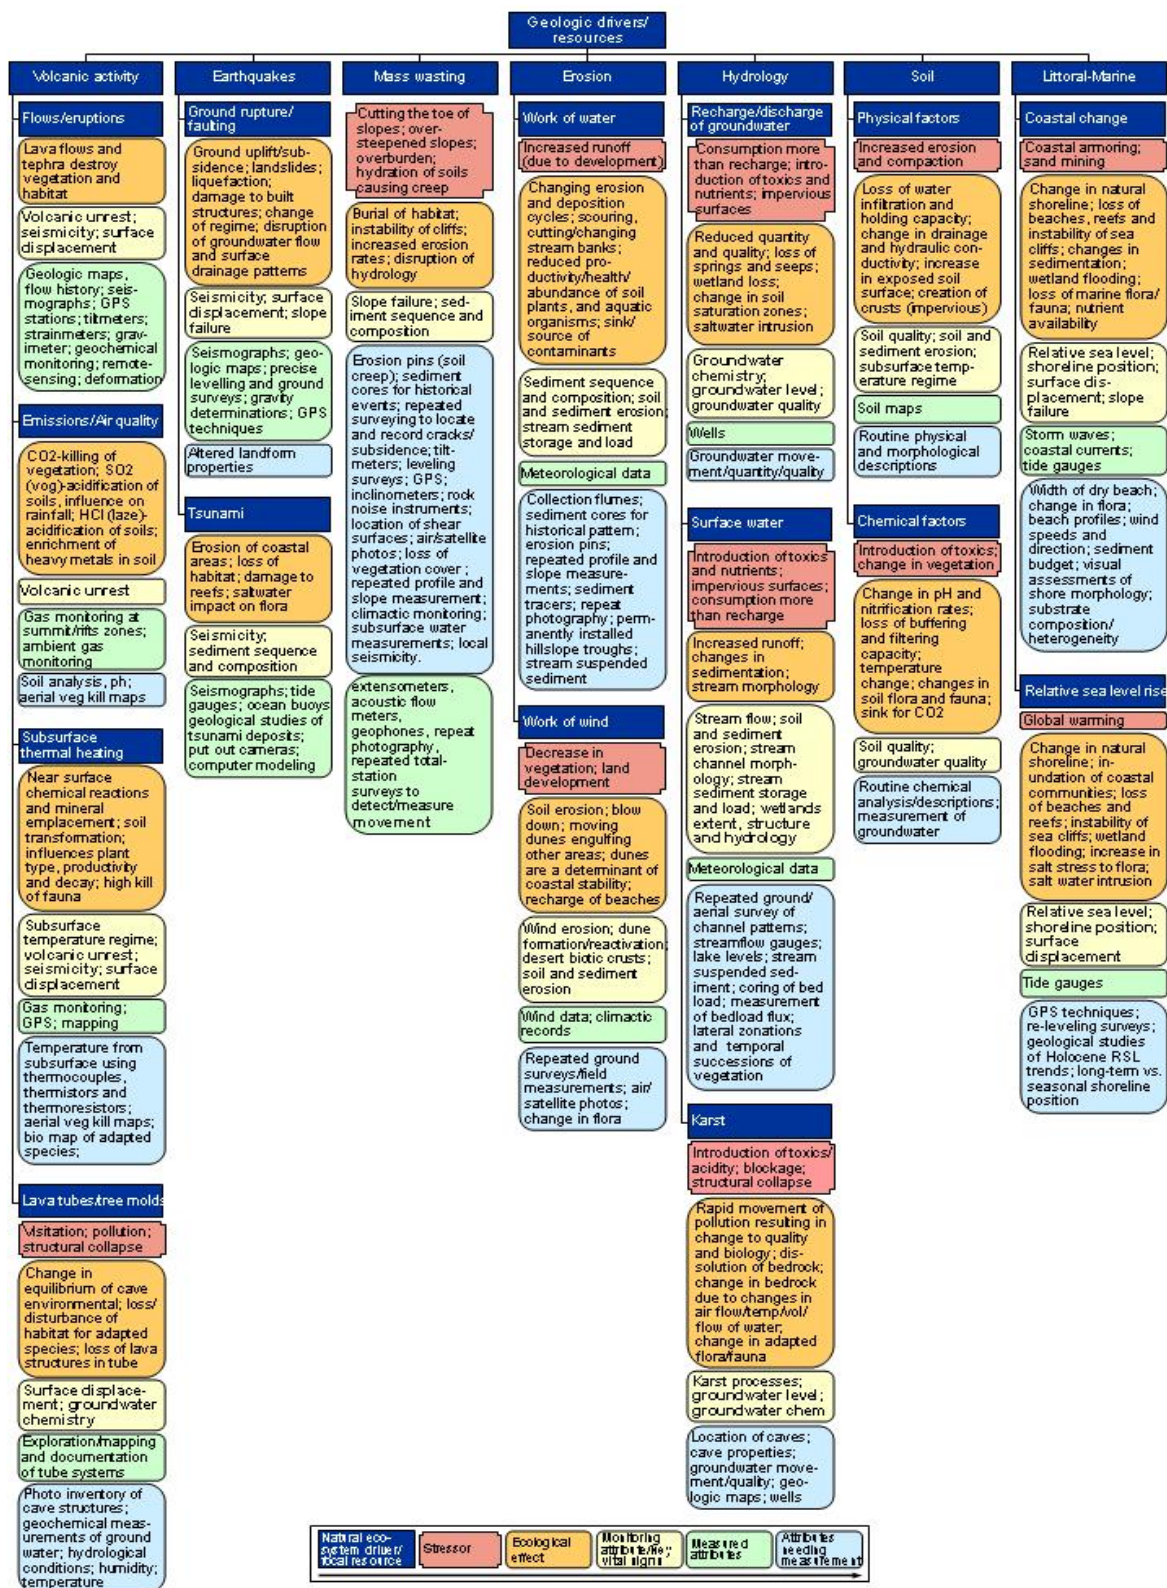 Geologic drivers/
resources
Volcanic activity
Flows/eruptions
Lava flows and
tephra destroy
vegetation and
habitat
Volcanic unrest;
seismicity; surface
displacement
Geologic maps,
flow history; seis-
mographs; GPS
stations; tiltmeters;
strainmeters; grav-
imeter; geochemical
monitoring; remote-
sensing; deformation
Emissions/Air quality
CO2-killing of
vegetation; SO2
(vog)-acidification of
soils, influence on
rainfall; HCl (laze)-
acidification of soils;
enrichment of
heavy metals in soil
Volcanic unrest
Gas monitoring at
summit/rifts zones;
ambient gas
monitoring
Soil analysis, ph;
aerial veg kill maps
Subsurface
thermal heating
Near surface
chemical reactions
and mineral
emplacement; soil
transformation;
influences plant
type, productivity
and decay; high kill
of fauna
Subsurface
temperature regime;
volcanic unrest;
seismicity; surface
displacement
Gas monitoring;
GPS; mapping
Temperature from
subsurface using
thermocouples,
thermistors and
thermoresistors;
aerial veg kill maps;
bio map of adapted
species;
Lava tubes/tree molds
Visitation; pollution;
structural collapse
Change in
equilibrium of cave
environmental; loss/
disturbance of
habitat for adapted
species; loss of lava
structures in tube
Surface displace-
ment; groundwater
chemistry
Exploration/mapping
and documentation
of tube systems
Photo inventory of
cave structures;
geochemical meas-
urements of ground
water; hydrological
conditions; humidity;
temperature
Earthquakes
Ground rupture/
faulting
Ground uplift/sub-
sidence; landslides;
liquefaction;
damage to built
structures; change
of regime; disruption
of groundwater flow
and surface
drainage patterns
Seismicity; surface
displacement; slope
failure
Seismographs; geo-
logic maps; precise
levelling and ground
surveys; gravity
determinations; GPS
techniques
Altered landform
properties
Tsunami
Erosion of coastal
areas; loss of
habitat; damage to
reefs; saltwater
impact on flora
Seismicity;
sediment sequence
and composition
Seismographs; tide
gauges; ocean buoys
geological studies of
tsunami deposits;
put out cameras;
computer modeling
Mass wasting
Cutting the toe of
slopes; over-
steepened slopes;
overburden;
hydration of soils
causing creep
Burial of habitat;
instability of cliffs;
increased erosion
rates; disruption of
hydrology
Slope failure; sed-
iment sequence and
composition
Erosion pins (soil
creep); sediment
cores for historical
events; repeated
surveying to locate
and record cracks/
subsidence; tilt-
meters; leveling
surveys; GPS;
inclinometers; rock
noise instruments;
location of shear
surfaces; air/satellite
photos; loss of
vegetation cover ;
repeated profile and
slope measurement;
climactic monitoring;
subsurface water
measurements; local
seismicity.
extensometers,
acoustic flow
meters,
geophones, repeat
photography,
repeated total-
station
surveys to
detect/measure
movement
Erosion
Work of water
Increased runoff
(due to development)
Changing erosion
and deposition
cycles; scouring,
cutting/changing
stream banks;
reduced pro-
ductivity/health/
abundance of soil
plants, and aquatic
organisms; sink/
source of
contaminants
Sediment sequence
and composition; soil
and sediment erosion;
stream sediment
storage and load
Meteorological data
Collection flumes;
sediment cores for
historical pattern;
erosion pins;
repeated profile and
slope measure-
ments; sediment
tracers; repeat
photography; perm-
anently installed
hillslope troughs;
stream suspended
sediment
Work of wind
Decrease in
vegetation; land
development
Soil erosion; blow
down; moving
dunes engulfing
other areas; dunes
are a determinant of
coastal stability;
recharge of beaches
Wind erosion; dune
formation/reactivation;
desert biotic crusts;
soil and sediment
erosion
Wind data; climactic
records
Repeated ground
surveys/field
measurements; air/
satellite photos;
change in flora
Hydrology
Recharge/discharge
of groundwater
Consumption more
than recharge; intro-
duction of toxics and
nutrients; impervious
surfaces
Reduced quantity
and quality; loss of
springs and seeps;
wetland loss;
change in soil
saturation zones;
saltwater intrusion
Groundwater
chemistry;
groundwater level;
groundwater quality
Wells
Groundwater move-
ment/quantity/quality
Surface water
Introduction of toxics
and nutrients;
impervious surfaces;
consumption more
than recharge
Increased runoff;
changes in
sedimentation;
stream morphology
Stream flow; soil
and sediment
erosion; stream
channel morph-
ology; stream
sediment storage
and load; wetlands
extent, structure
and hydrology
Meteorological data
Repeated ground/
aerial survey of
channel patterns;
streamflow gauges;
lake levels; stream
suspended sed-
iment; coring of bed
load; measurement
of bedload flux;
lateral zonations
and temporal
successions of
vegetation
Karst
Introduction of toxics/
acidity; blockage;
structural collapse
Rapid movement of
pollution resulting in
change to quality
and biology; dis-
solution of bedrock;
change in bedrock
due to changes in
air flow/temp/vol/
flow of water;
change in adapted
flora/fauna
Karst processes;
groundwater level;
groundwater chem
Location of caves;
cave properties;
groundwater move-
ment/quality; geo-
logic maps; wells
Soil
Physical factors
Increased erosion
and compaction
Loss of water
infiltration and
holding capacity;
change in drainage
and hydraulic con-
ductivity; increase
in exposed soil
surface; creation of
crusts (impervious)
Soil quality; soil and
sediment erosion;
subsurface temp-
erature regime
Soil maps
Routine physical
and morphological
descriptions
Chemical factors
Introduction of toxics;
change in vegetation
Change in pH and
nitrification rates;
loss of buffering
and filtering
capacity;
temperature
change; changes in
soil flora and fauna;
sink for CO2
Soil quality;
groundwater quality
Routine chemical
analysis/descriptions;
measurement of
groundwater
Littoral-Marine
Coastal change
Coastal armoring;
sand mining
Change in natural
shoreline; loss of
beaches, reefs and
instability of sea
cliffs; changes in
sedimentation;
wetland flooding;
loss of marine flora/
fauna; nutrient
availability
Relative sea level;
shoreline position;
surface dis-
placement; slope
failure
Storm waves;
coastal currents;
tide gauges
Width of dry beach;
change in flora;
beach profiles; wind
speeds and
direction; sediment
budget; visual
assessments of
shore morphology;
substrate
composition/
heterogeneity
Relative sea level rise
Global warming
Change in natural
shoreline; in-
undation of coastal
communities; loss
of beaches and
reefs; instability of
sea cliffs; wetland
flooding; increase in
salt stress to flora;
salt water intrusion
Relative sea level;
shoreline position;
surface
displacement
Tide gauges
GPS techniques;
re-leveling surveys;
geological studies
of Holocene RSL
trends; long-term vs.
seasonal shoreline
position
Natural eco-
system driver/
focal resource
Stressor
Ecological
effect
Monitoring
attribute/key
vital signs
Measured
attributes
Attributes
needing
measurement